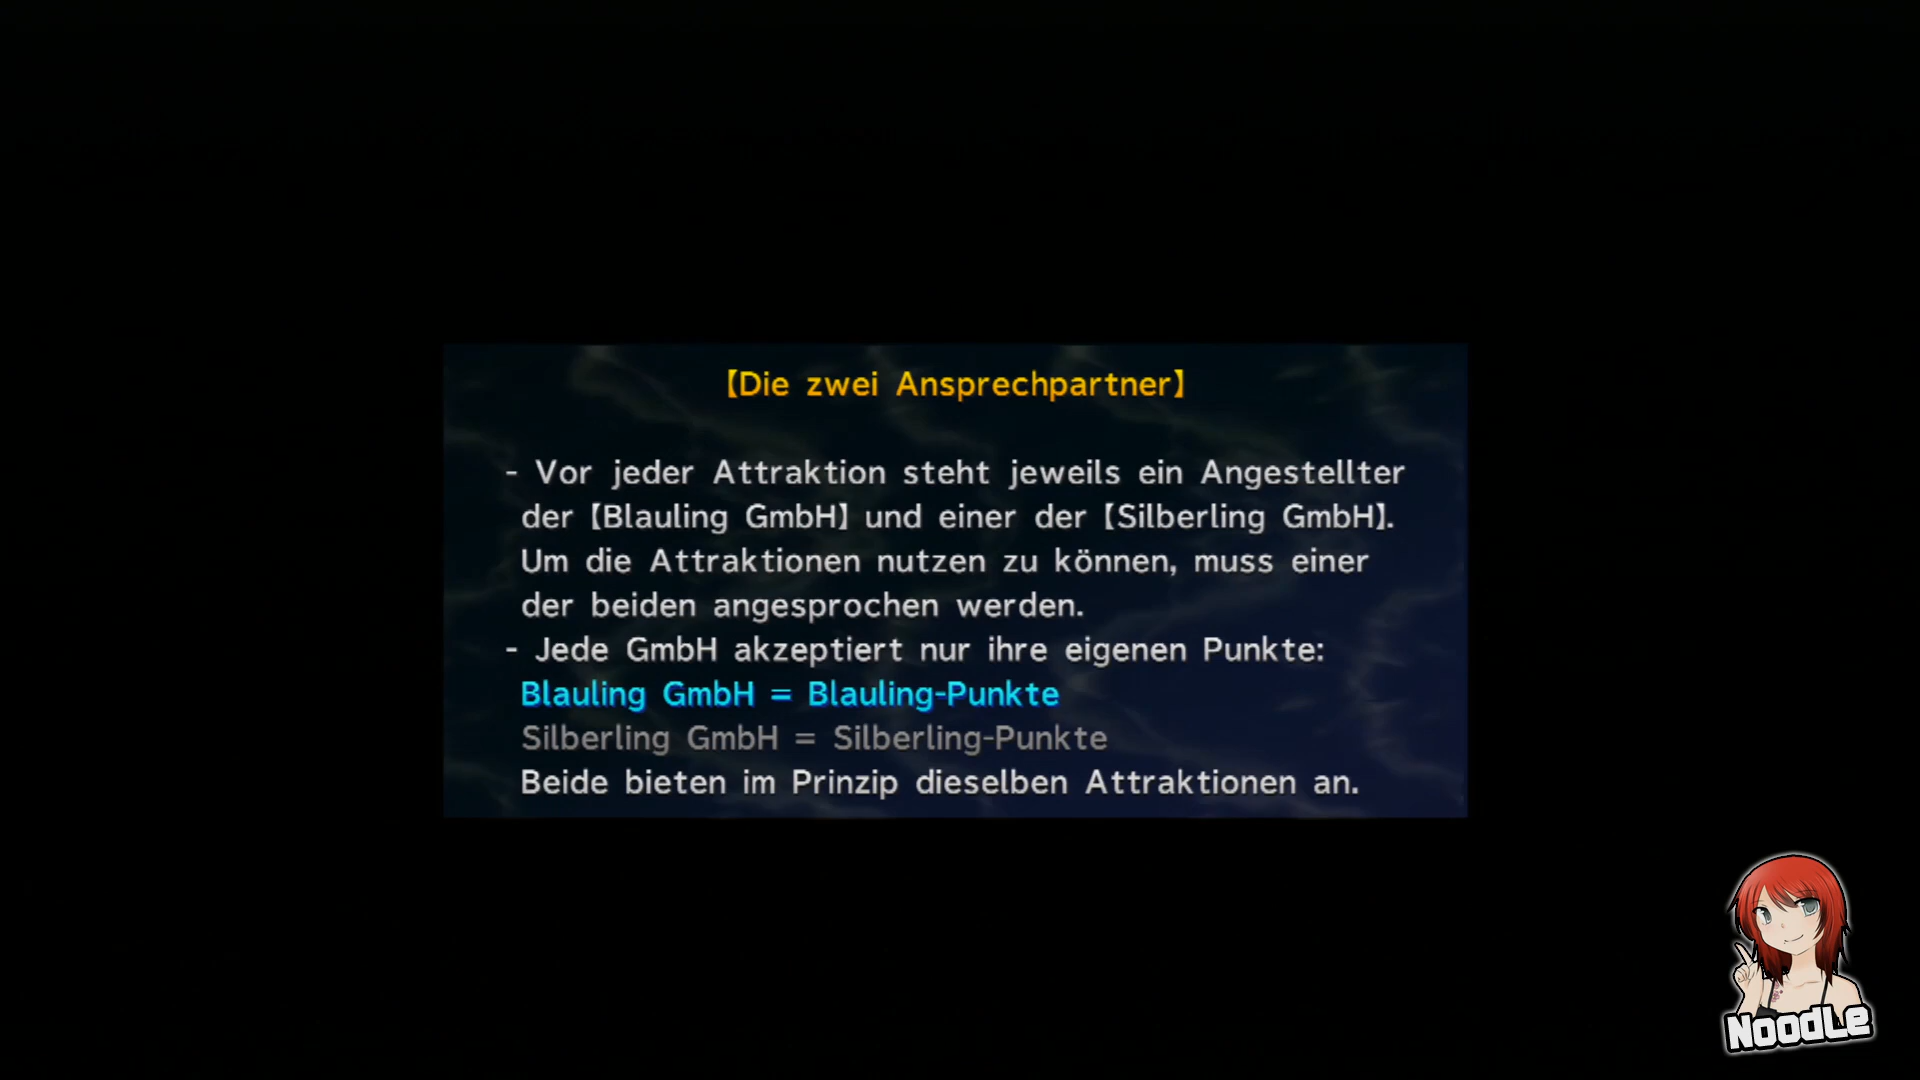 【Die zwei Ansprechpartner】
- Vor jeder Attraktion steht jeweils ein Angestellter
der【Blauling GmbH】und einer der【Silberling GmbH】.
Um die Attraktionen nutzen zu können, muss einer
der beiden angesprochen werden.
- Jede GmbH akzeptiert nur ihre eigenen Punkte:
Blauling GmbH = Blauling-Punkte
Silberling GmbH = Silberling-Punkte
Beide bieten im Prinzip dieselben Attraktionen an.
NoodLe